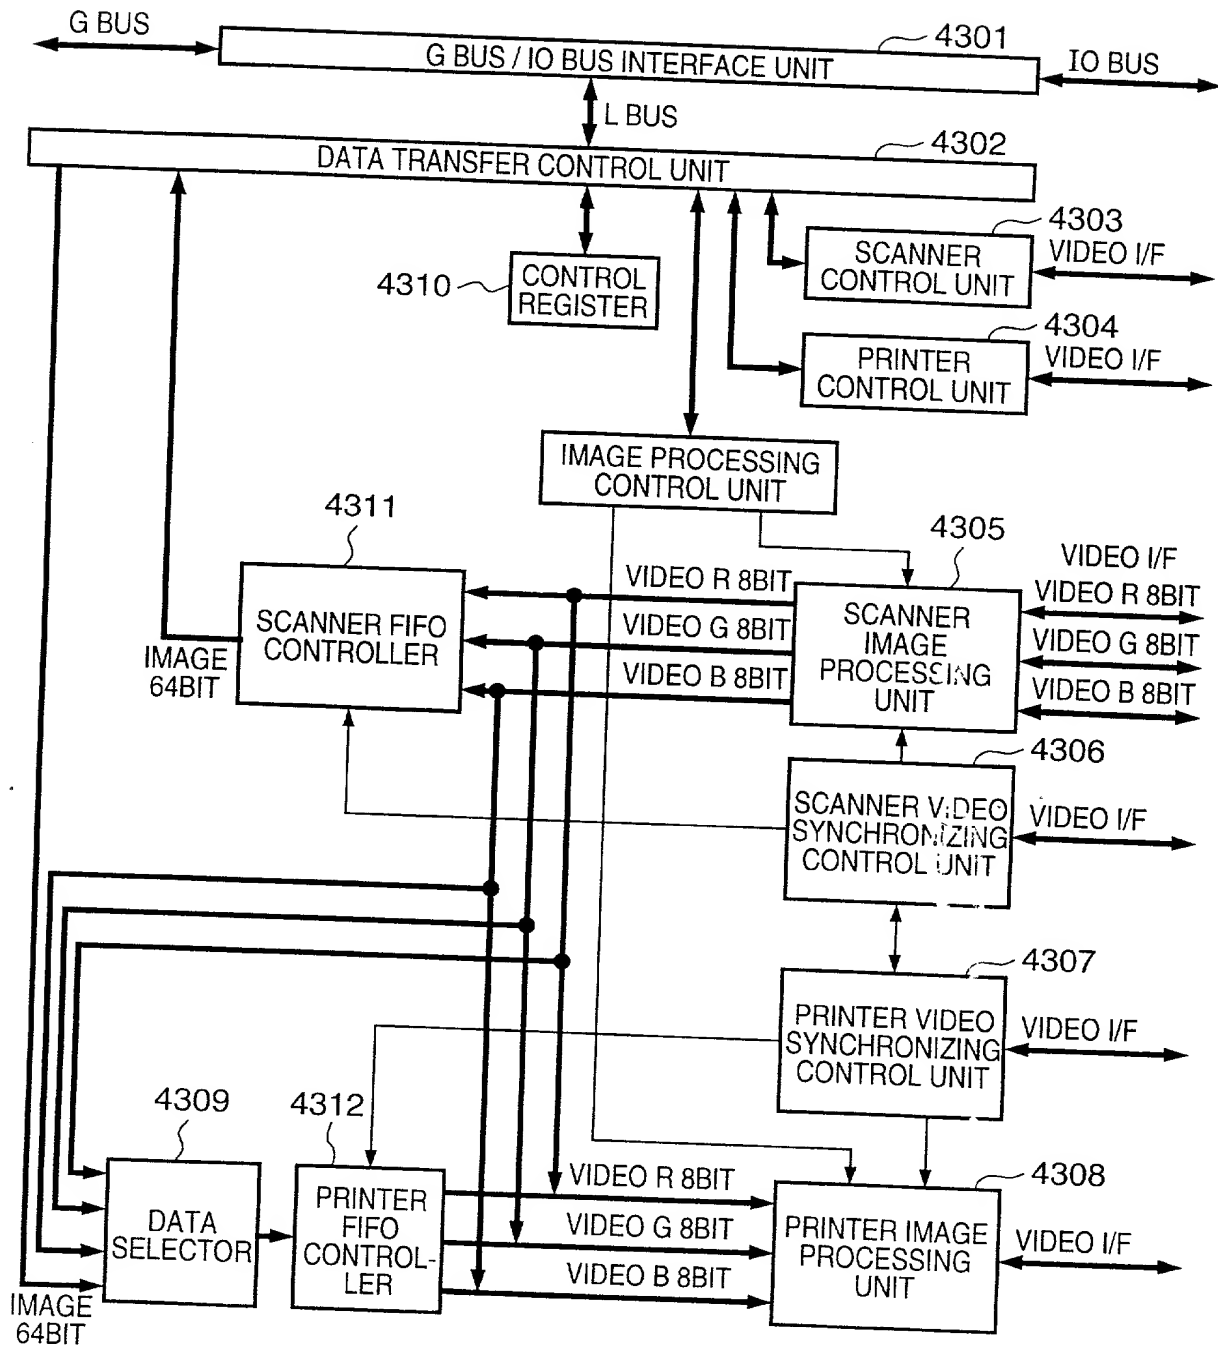 G BUS
4301
G BUS / IO BUS INTERFACE UNIT
IO BUS
L BUS
4302
DATA TRANSFER CONTROL UNIT
4303
SCANNER
CONTROL UNIT
VIDEO I/F
4310
CONTROL
REGISTER
4304
PRINTER
CONTROL UNIT
VIDEO I/F
IMAGE PROCESSING
CONTROL UNIT
4311
SCANNER FIFO
CONTROLLER
IMAGE
64BIT
VIDEO R 8BIT
VIDEO G 8BIT
VIDEO B 8BIT
4305
SCANNER
IMAGE
PROCESSING
UNIT
VIDEO I/F
VIDEO R 8BIT
VIDEO G 8BIT
VIDEO B 8BIT
4306
SCANNER VIDEO
SYNCHRONIZING
CONTROL UNIT
VIDEO I/F
4307
PRINTER VIDEO
SYNCHRONIZING
CONTROL UNIT
VIDEO I/F
4309
DATA
SELECTOR
IMAGE
64BIT
4312
PRINTER
FIFO
CONTROL-
LER
VIDEO R 8BIT
VIDEO G 8BIT
VIDEO B 8BIT
4308
PRINTER IMAGE
PROCESSING
UNIT
VIDEO I/F